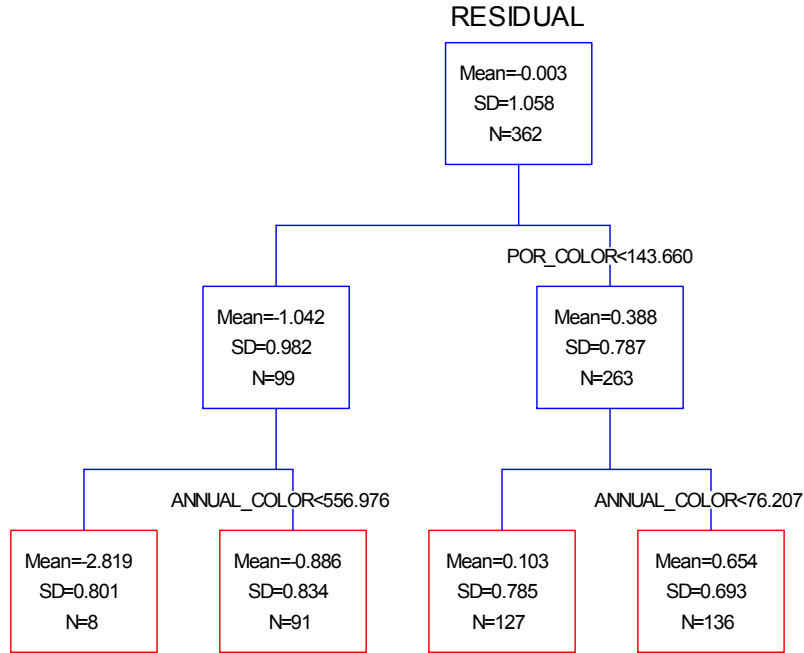 RESIDUAL
Mean=-0.003
SD=1.058
N=362
POR_COLOR<143.660
Mean=-1.042
SD=0.982
N=99
Mean=0.388
SD=0.787
N=263
ANNUAL_COLOR<556.976
ANNUAL_COLOR<76.207
Mean=-2.819
SD=0.801
N=8
Mean=-0.886
SD=0.834
N=91
Mean=0.103
SD=0.785
N=127
Mean=0.654
SD=0.693
N=136